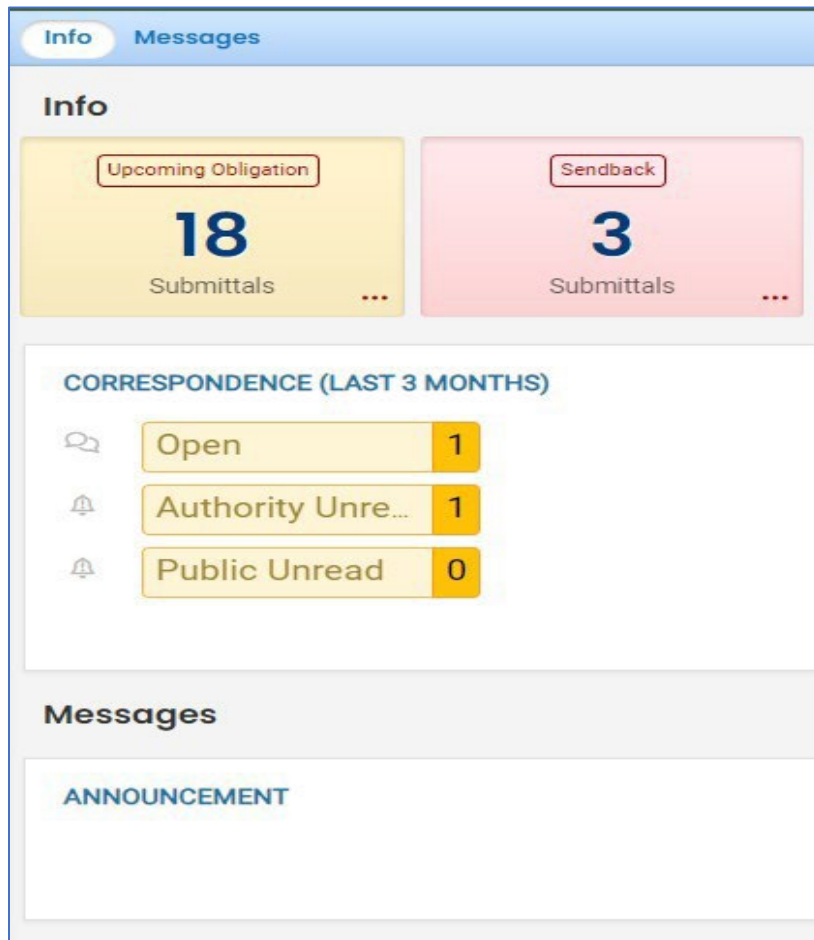 Info Messages
Info
Upcoming Obligation Sendback
18 3
Submittals ... Submittals ...
CORRESPONDENCE (LAST 3 MONTHS)
Open 1
Authority Unre... 1
Public Unread 0
Messages
ANNOUNCEMENT